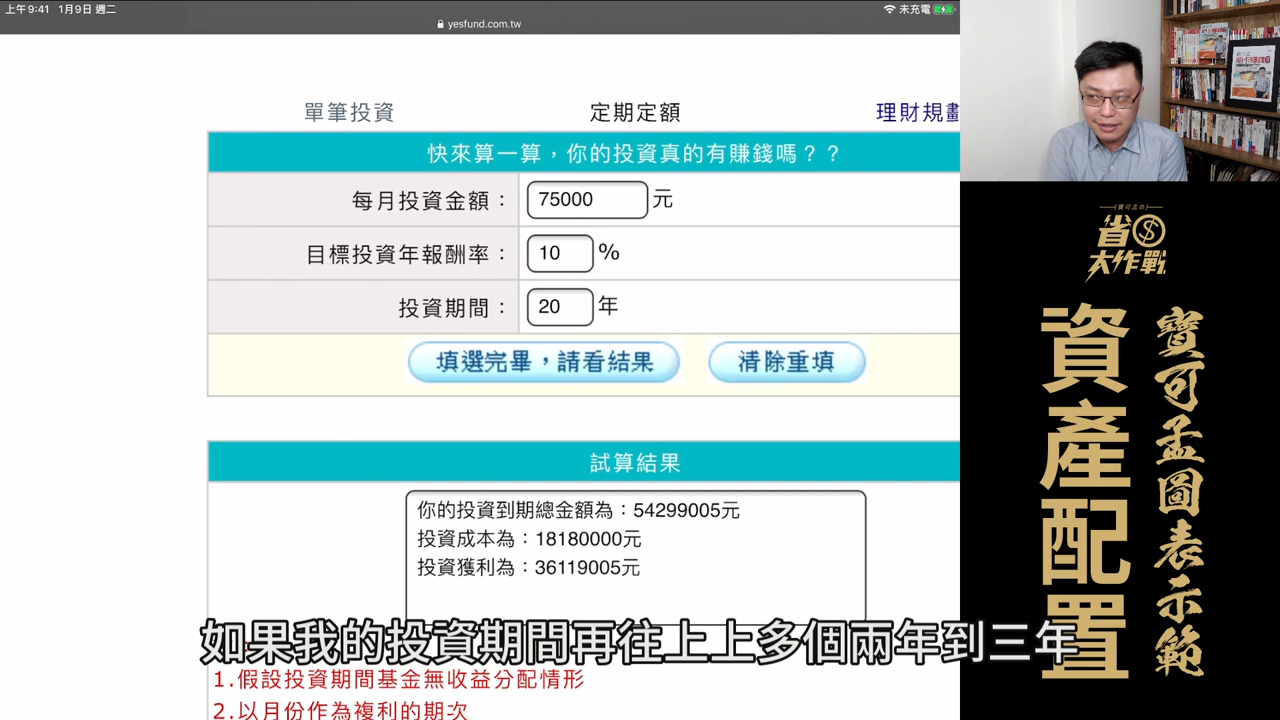 上午9:41 1月9日 週二
未充電
yesfund.com.tw
單筆投資 定期定額 理財規劃
快來算一算，你的投資真的有賺錢嗎？？
每月投資金額： 75000 元
目標投資年報酬率： 10 %
投資期間： 20 年
填選完畢，請看結果 清除重填
試算結果
你的投資到期總金額為：54299005元
投資成本為：18180000元
投資獲利為：36119005元
如果我的投資期間再往上上多個兩年到三年
1.假設投資期間基金無收益分配情形
2.以月份作為複利的期次
省$大作戰
寶可孟圖表示範
資產配置